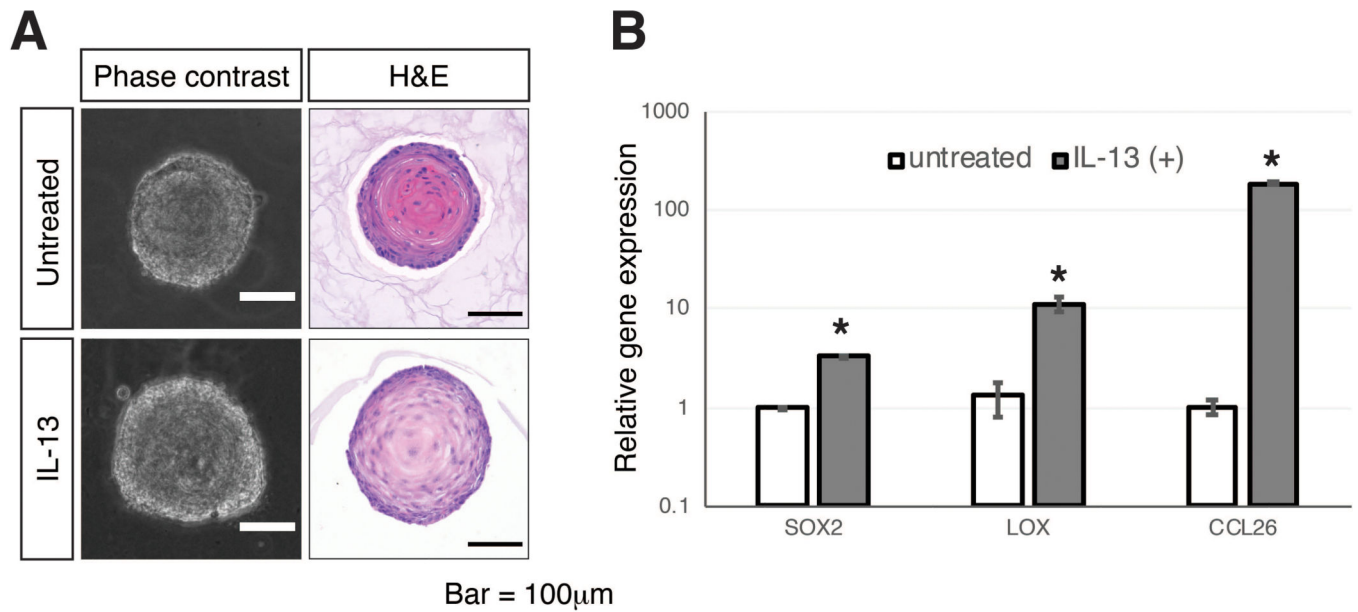 A
Phase contrast
H&E
Untreated
IL-13
Bar = 100μm
B
Relative gene expression
1000
100
10
1
0.1
untreated
IL-13 (+)
*
*
*
SOX2
LOX
CCL26